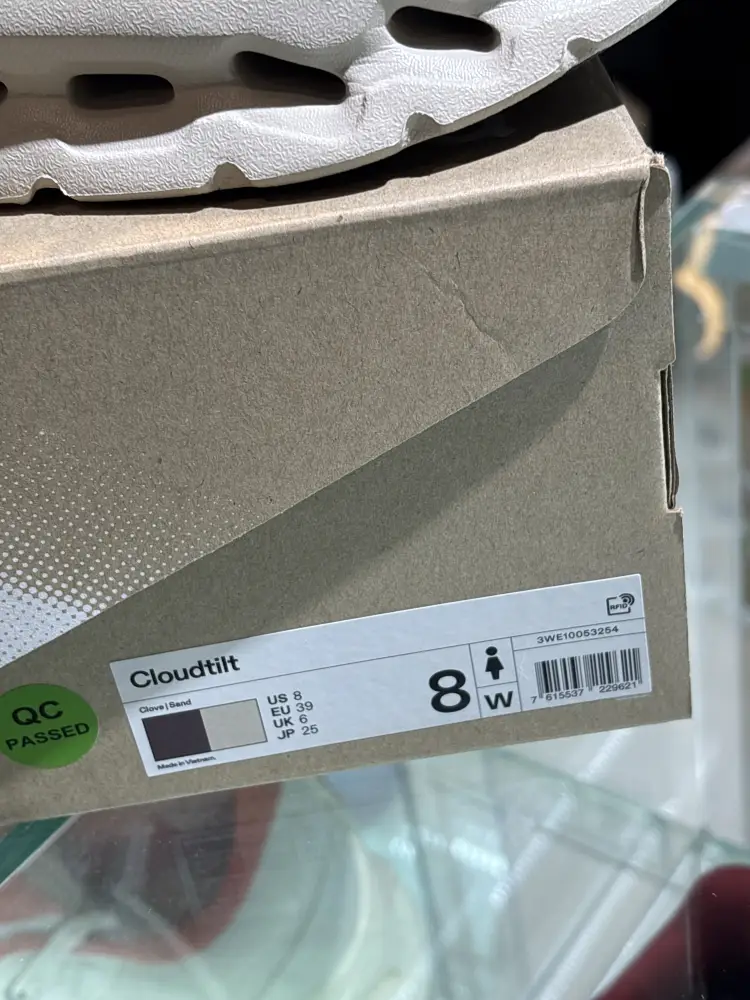 Cloudtilt
Clove | Sand
US 8
EU 39
UK 6
JP 25
Made in Vietnam.
8
W
RFID
3WE10053254
7 615537 229621
QC
PASSED